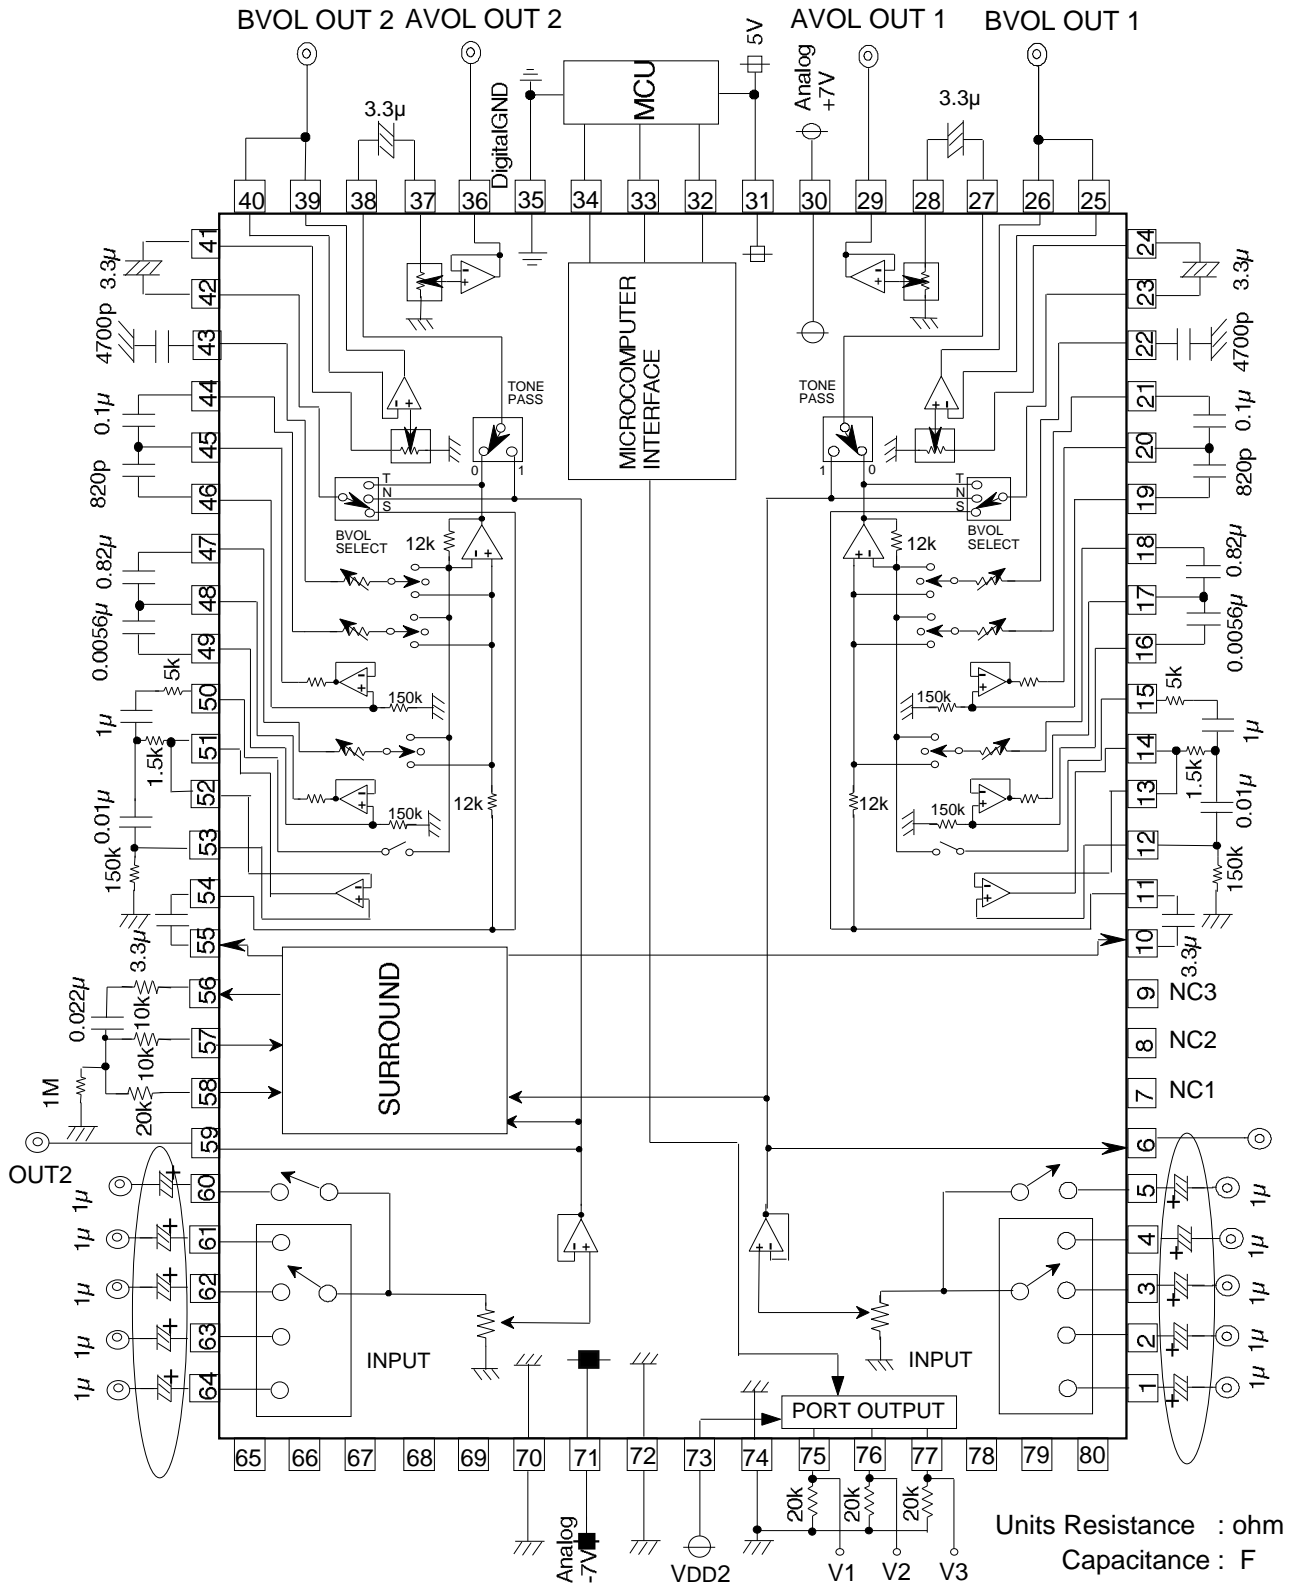 BVOL OUT 2 AVOL OUT 2 AVOL OUT 1 BVOL OUT 1
3.3µ DigitalGND MCU 5V Analog +7V 3.3µ
40 39 38 37 36 35 34 33 32 31 30 29 28 27 26 25
41 24
3.3µ 3.3µ
42 23
4700p 43 22 4700p
MICROCOMPUTER
INTERFACE
TONE
PASS
TONE
PASS
44 21
0.1µ 0.1µ
45 20
0 1 1 0
820p 820p
46 19
T
N
S
T
N
S
BVOL
SELECT
BVOL
SELECT
12k 12k
47 18
0.82µ 0.82µ
48 17
0.0056µ 0.0056µ
49 16
5k 5k
50 15
150k 150k
1µ 1µ
51 14
1.5k 1.5k
52 13
12k 12k
0.01µ 0.01µ
150k 150k
53 12
150k 150k
54 11
55 10
3.3µ 3.3µ
SURROUND
56 9 NC3
0.022µ 10k
57 8 NC2
10k
58 7 NC1
1M 20k
59 6
OUT2
60 5
1µ 1µ
61 4
1µ 1µ
62 3
1µ 1µ
63 2
1µ 1µ
INPUT INPUT
64 1
1µ 1µ
PORT OUTPUT
65 66 67 68 69 70 71 72 73 74 75 76 77 78 79 80
20k 20k 20k
Analog
-7V
VDD2 V1 V2 V3
Units Resistance : ohm
Capacitance : F